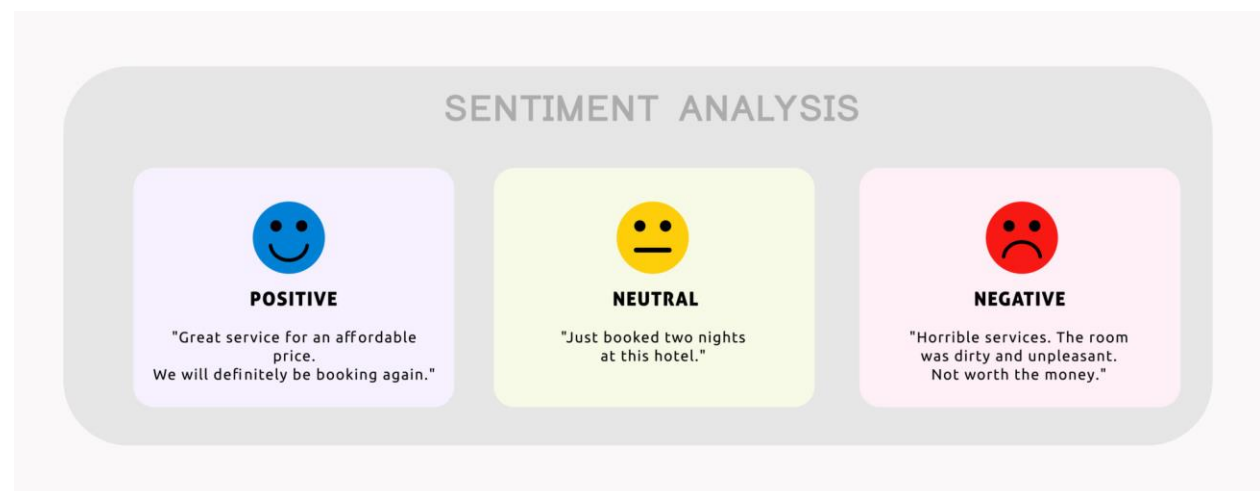 SENTIMENT ANALYSIS
POSITIVE
"Great service for an affordable
price.
We will definitely be booking again."
NEUTRAL
"Just booked two nights
at this hotel."
NEGATIVE
"Horrible services. The room
was dirty and unpleasant.
Not worth the money."